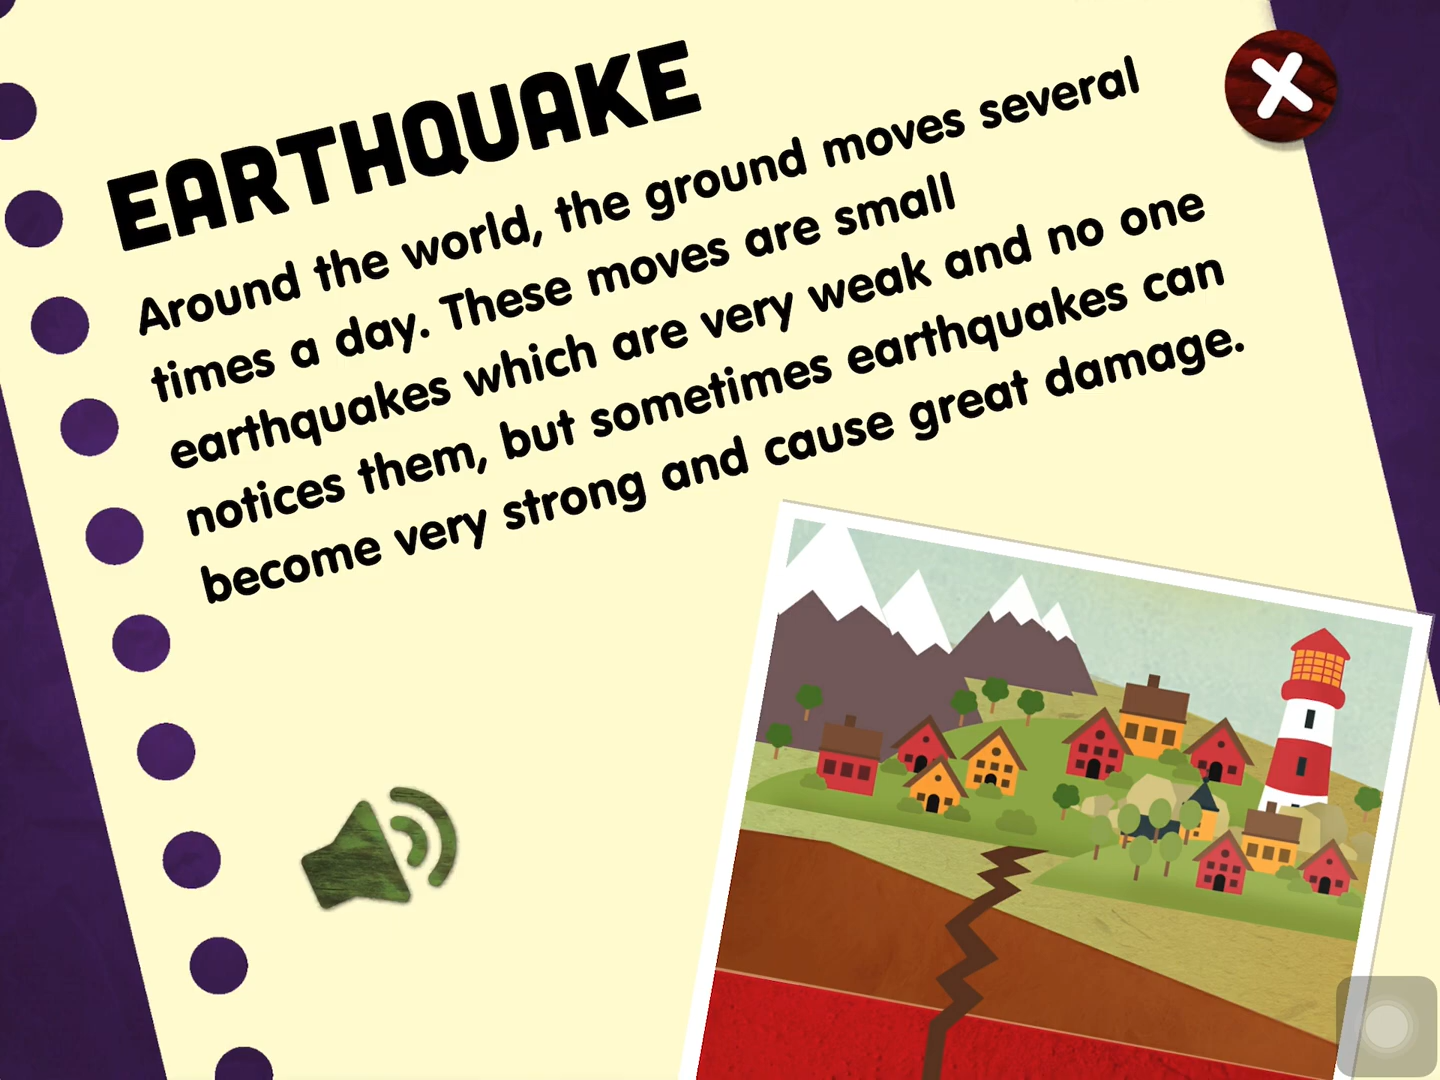 EARTHQUAKE
Around the world, the ground moves several
times a day. These moves are small
earthquakes which are very weak and no one
notices them, but sometimes earthquakes can
become very strong and cause great damage.